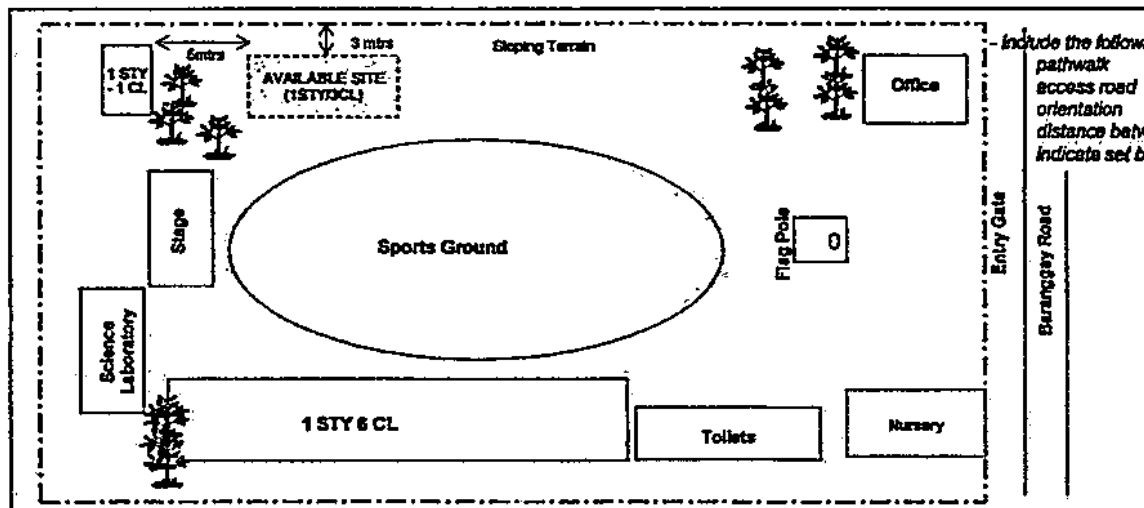 5mtrs
3 mtrs
Sloping Terrain
1 STY
- 1 CL
AVAILABLE SITE
(1STY/3CL)
Office
- Include the follow
pathwalk
access road
orientation
distance betw
indicate set b
Stage
Sports Ground
Flag Pole
0
Entry Gate
Baranggay Road
Science
Laboratory
1 STY 6 CL
Toilets
Nursery